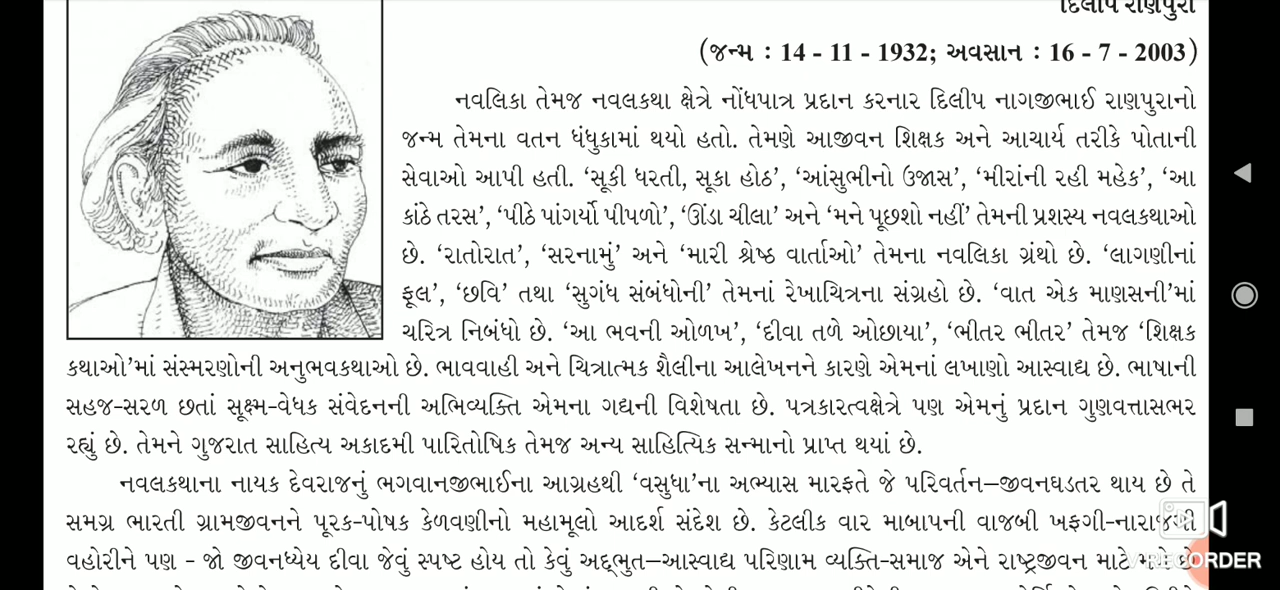 દિલીપ રાણપુરા
(જન્મ : 14 - 11 - 1932; અવસાન : 16 - 7 - 2003)
નવલિકા તેમજ નવલકથા ક્ષેત્રે નોંધપાત્ર પ્રદાન કરનાર દિલીપ નાગજીભાઈ રાણપુરાનો
જન્મ તેમના વતન ધંધુકામાં થયો હતો. તેમણે આજીવન શિક્ષક અને આચાર્ય તરીકે પોતાની
સેવાઓ આપી હતી. ‘સૂકી ધરતી, સૂકા હોઠ’, ‘આંસુભીનો ઉજાસ’, ‘મીરાંની રહી મહેક’, ‘આ
કાંઠે તરસ’, ‘પીઠે પાંગર્યો પીપળો’, ‘ઊંડા ચીલા’ અને ‘મને પૂછશો નહીં’ તેમની પ્રશસ્ય નવલકથાઓ
છે. ‘રાતોરાત’, ‘સરનામું’ અને ‘મારી શ્રેષ્ઠ વાર્તાઓ’ તેમના નવલિકા ગ્રંથો છે. ‘લાગણીનાં
ફૂલ’, ‘છવિ’ તથા ‘સુગંધ સંબંધોની’ તેમનાં રેખાચિત્રના સંગ્રહો છે. ‘વાત એક માણસની’માં
ચરિત્ર નિબંધો છે. ‘આ ભવની ઓળખ’, ‘દીવા તળે ઓછાયા’, ‘ભીતર ભીતર’ તેમજ ‘શિક્ષક
કથાઓ’માં સંસ્મરણોની અનુભવકથાઓ છે. ભાવવાહી અને ચિત્રાત્મક શૈલીના આલેખનને કારણે એમનાં લખાણો આસ્વાદ્ય છે. ભાષાની
સહજ-સરળ છતાં સૂક્ષ્મ-વેધક સંવેદનની અભિવ્યક્તિ એમના ગદ્યની વિશેષતા છે. પત્રકારત્વક્ષેત્રે પણ એમનું પ્રદાન ગુણવત્તાસભર
રહ્યું છે. તેમને ગુજરાત સાહિત્ય અકાદમી પારિતોષિક તેમજ અન્ય સાહિત્યિક સન્માનો પ્રાપ્ત થયાં છે.
નવલકથાના નાયક દેવરાજનું ભગવાનજીભાઈના આગ્રહથી ‘વસુધા’ના અભ્યાસ મારફતે જે પરિવર્તન–જીવનઘડતર થાય છે તે
સમગ્ર ભારતી ગ્રામજીવનને પૂરક-પોષક કેળવણીનો મહામૂલો આદર્શ સંદેશ છે. કેટલીક વાર માબાપની વાજબી ખફગી-નારાજગી
વહોરીને પણ - જો જીવનધ્યેય દીવા જેવું સ્પષ્ટ હોય તો કેવું અદ્ભુત–આસ્વાદ્ય પરિણામ વ્યક્તિ-સમાજ અને રાષ્ટ્રજીવન માટે મળે છે
V RECORDER